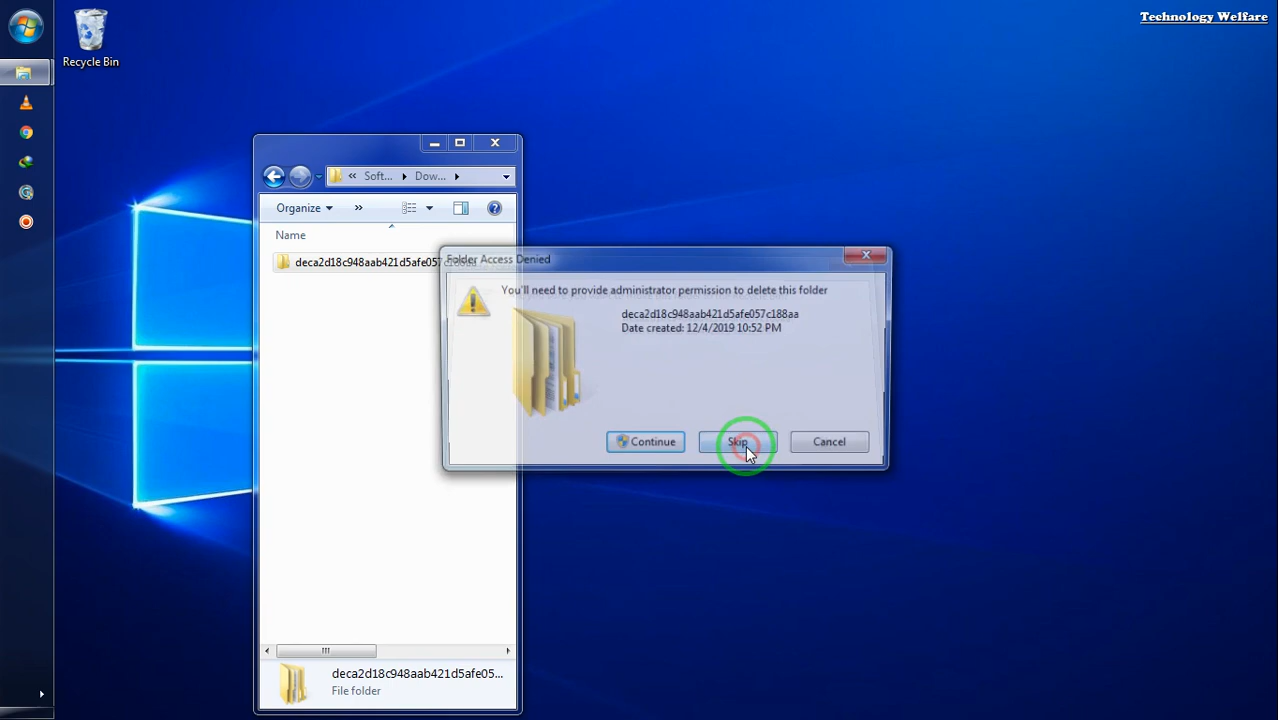 Technology Welfare
Recycle Bin
« Soft... Dow...
Organize »
Name
deca2d18c948aab421d5afe057c188aa
Folder Access Denied
You'll need to provide administrator permission to delete this folder
deca2d18c948aab421d5afe057c188aa
Date created: 12/4/2019 10:52 PM
Continue Skip Cancel
deca2d18c948aab421d5afe05...
File folder